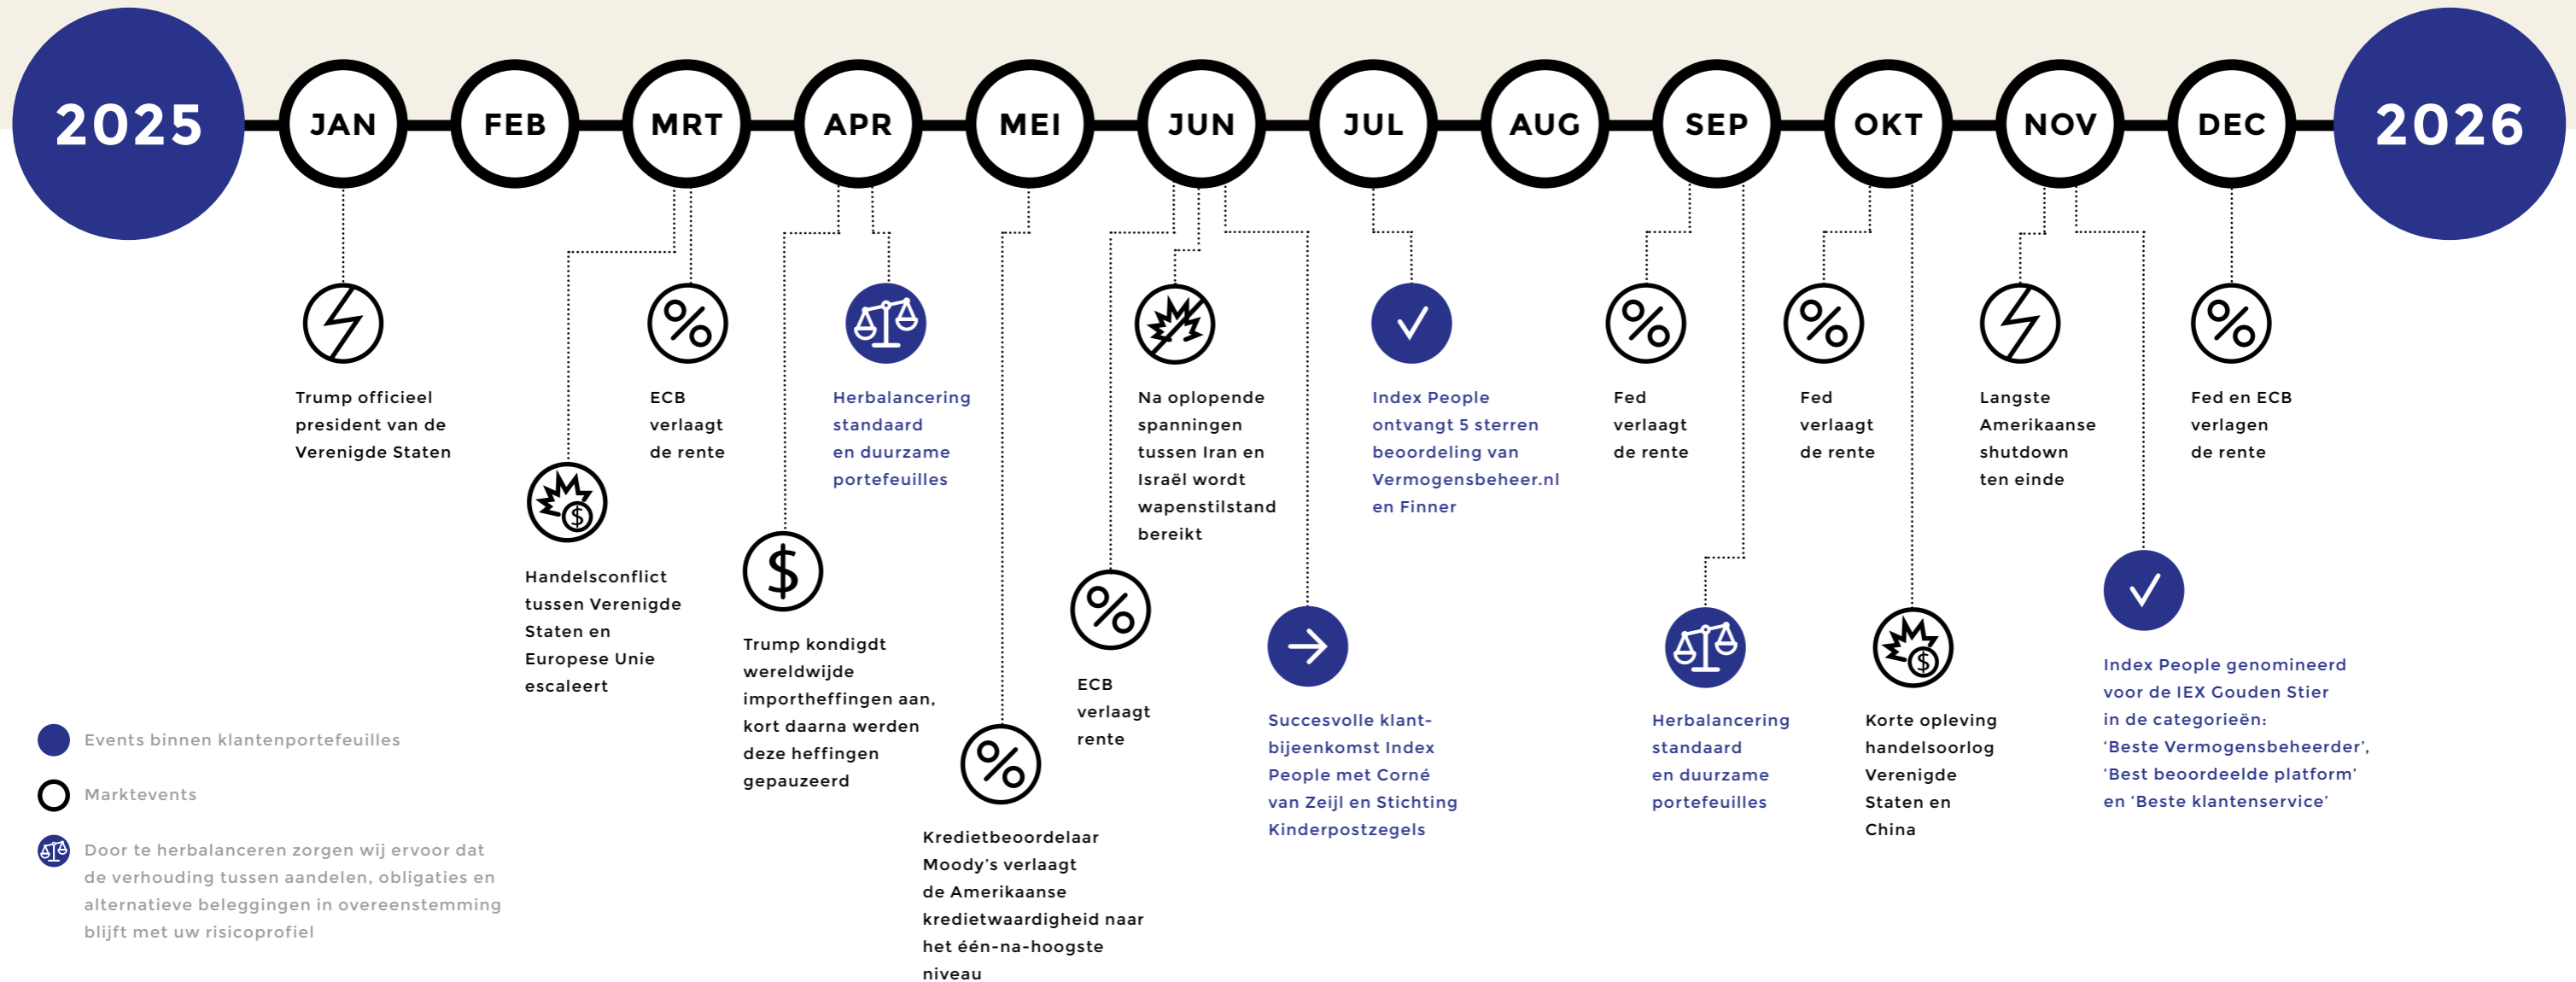 2025
JAN
FEB
MRT
APR
MEI
JUN
JUL
AUG
SEP
OKT
NOV
DEC
2026
Trump officieel
president van de
Verenigde Staten
$
Handelsconflict
tussen Verenigde
Staten en
Europese Unie
escaleert
%
ECB
verlaagt
de rente
$
Trump kondigdt
wereldwijde
importheffingen aan,
kort daarna werden
deze heffingen
gepauzeerd
Herbalancering
standaard
en duurzame
portefeuilles
%
Kredietbeoordelaar
Moody's verlaagt
de Amerikaanse
kredietwaardigheid naar
het één-na-hoogste
niveau
%
ECB
verlaagt
rente
Na oplopende
spanningen
tussen Iran en
Israël wordt
wapenstilstand
bereikt
Succesvolle klant-
bijeenkomst Index
People met Corné
van Zeijl en Stichting
Kinderpostzegels
Index People
ontvangt 5 sterren
beoordeling van
Vermogensbeheer.nl
en Finner
%
Fed
verlaagt
de rente
Herbalancering
standaard
en duurzame
portefeuilles
%
Fed
verlaagt
de rente
$
Korte opleving
handelsoorlog
Verenigde
Staten en
China
Langste
Amerikaanse
shutdown
ten einde
Index People genomineerd
voor de IEX Gouden Stier
in de categorieën:
‘Beste Vermogensbeheerder’,
‘Best beoordeelde platform’
en ‘Beste klantenservice’
%
Fed en ECB
verlagen
de rente
Events binnen klantenportefeuilles
Marktevents
Door te herbalanceren zorgen wij ervoor dat
de verhouding tussen aandelen, obligaties en
alternatieve beleggingen in overeenstemming
blijft met uw risicoprofiel